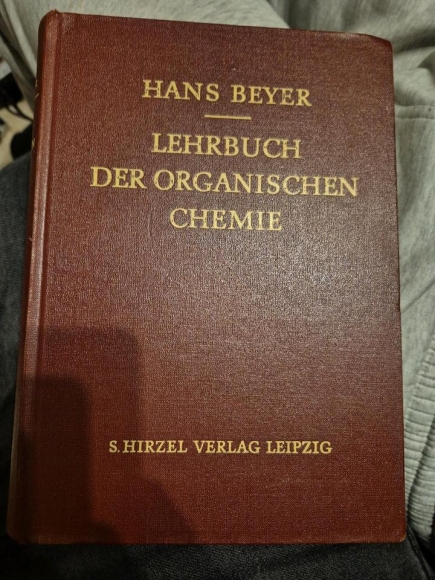 HANS BEYER
LEHRBUCH
DER ORGANISCHEN
CHEMIE
S. HIRZEL VERLAG LEIPZIG